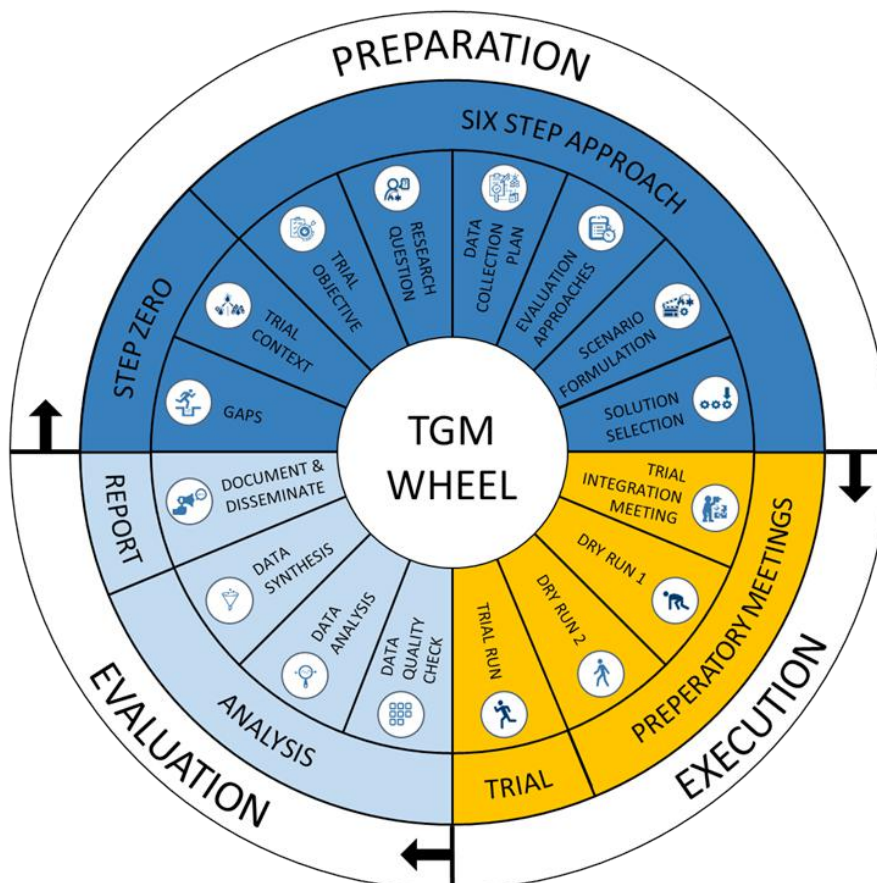 PREPARATION
SIX STEP APPROACH
STEP ZERO
GAPS
TRIAL
CONTEXT
TRIAL
OBJECTIVE
RESEARCH
QUESTION
DATA
COLLECTION
PLAN
EVALUATION
APPROACHES
SCENARIO
FORMULATION
SOLUTION
SELECTION
TGM
WHEEL
TRIAL
INTEGRATION
MEETING
DRY RUN 1
DRY RUN 2
TRIAL RUN
PREPERATORY MEETINGS
TRIAL
EXECUTION
DATA
QUALITY
CHECK
DATA
ANALYSIS
DATA
SYNTHESIS
DOCUMENT &
DISSEMINATE
ANALYSIS
REPORT
EVALUATION